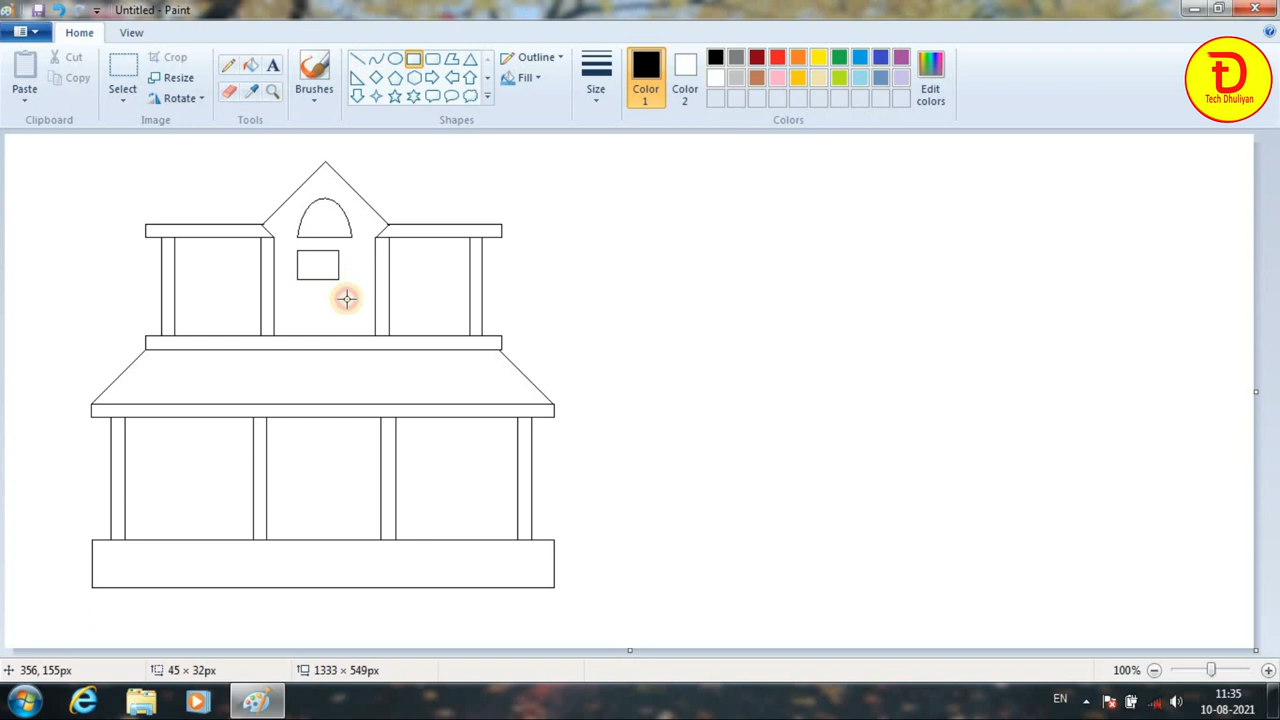 Untitled - Paint
Home
View
Paste
Cut
Copy
Clipboard
Select
Crop
Resize
Rotate
Image
A
Tools
Brushes
Outline
Fill
Shapes
Size
Color
1
Color
2
Edit
colors
Colors
Tech Dhuliyan
356, 155px
45 × 32px
1333 × 549px
100%
EN
11:35
10-08-2021